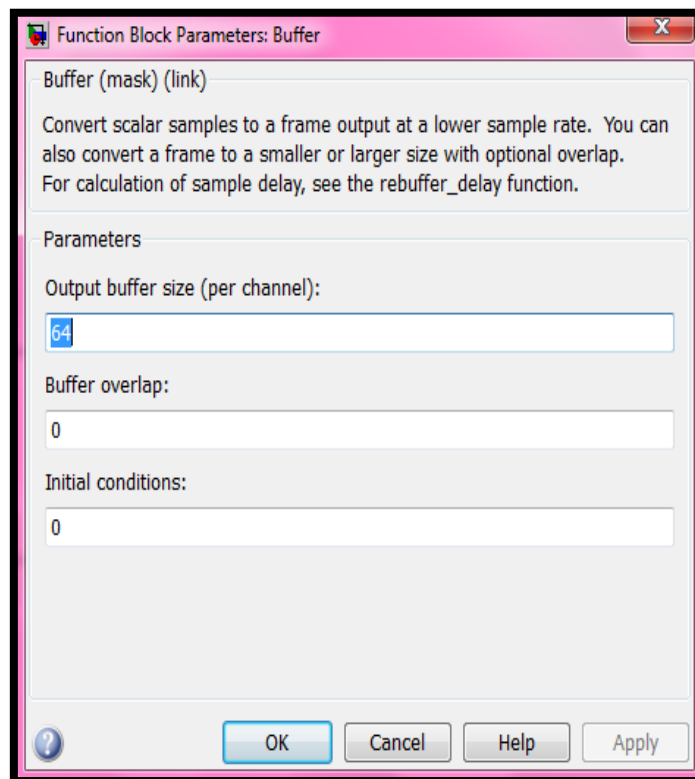 Function Block Parameters: Buffer
X
Buffer (mask) (link)
Convert scalar samples to a frame output at a lower sample rate.  You can
also convert a frame to a smaller or larger size with optional overlap.
For calculation of sample delay, see the rebuffer_delay function.
Parameters
Output buffer size (per channel):
64
Buffer overlap:
0
Initial conditions:
0
? OK Cancel Help Apply